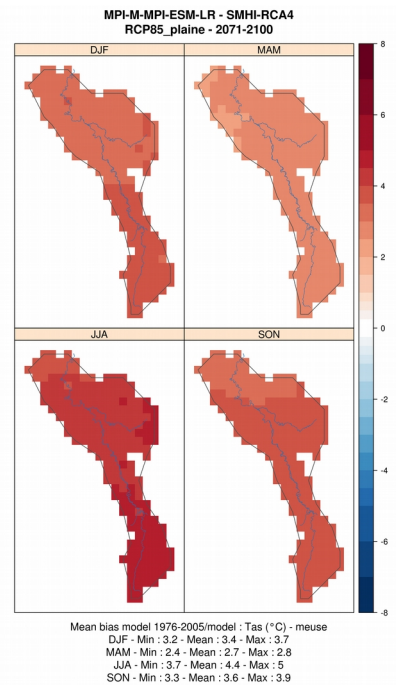 MPI-M-MPI-ESM-LR - SMHI-RCA4
RCP85_plaine - 2071-2100
DJF
MAM
JJA
SON
8
6
4
2
0
-2
-4
-6
-8
Mean bias model 1976-2005/model : Tas (°C) - meuse
DJF - Min : 3.2 - Mean : 3.4 - Max : 3.7
MAM - Min : 2.4 - Mean : 2.7 - Max : 2.8
JJA - Min : 3.7 - Mean : 4.4 - Max : 5
SON - Min : 3.3 - Mean : 3.6 - Max : 3.9